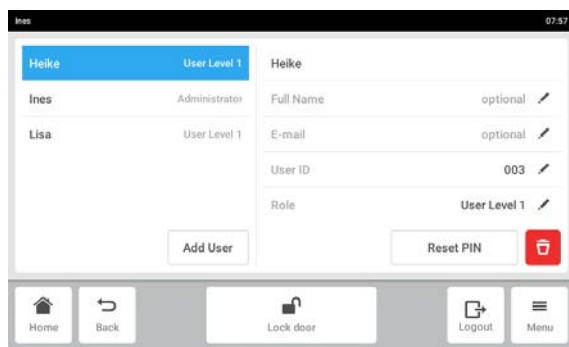 Ines 07:57
Heike User Level 1
Ines Administrator
Lisa User Level 1
Add User
Heike
Full Name optional
E-mail optional
User ID 003
Role User Level 1
Reset PIN
Home Back Lock door Logout Menu